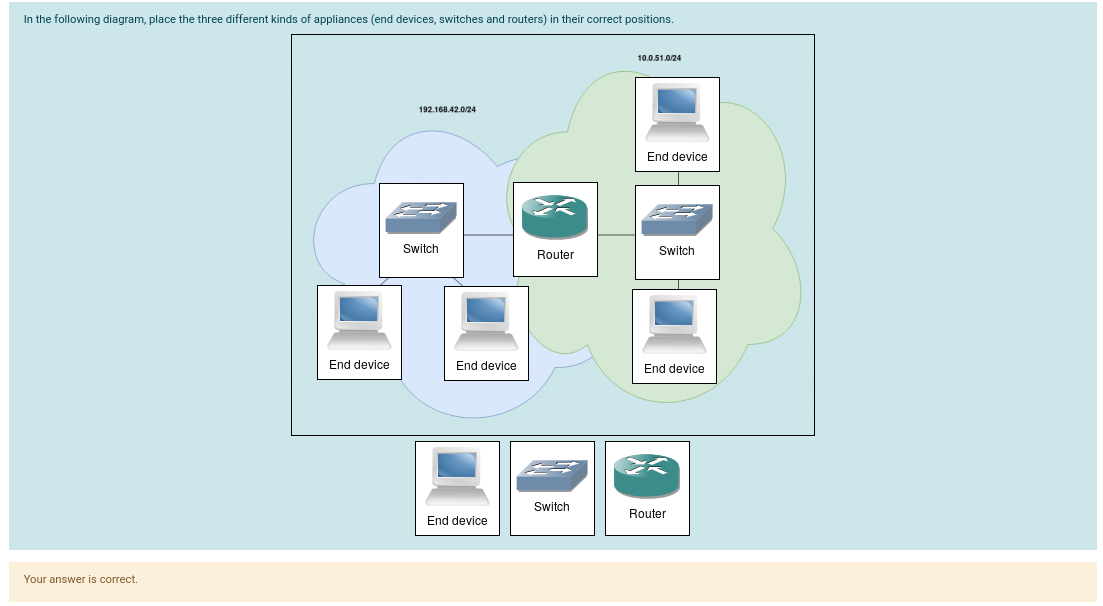 In the following diagram, place the three different kinds of appliances (end devices, switches and routers) in their correct positions.
10.0.51.0/24
192.168.42.0/24
End device
Switch
Router
Switch
End device
End device
End device
End device
Switch
Router
Your answer is correct.